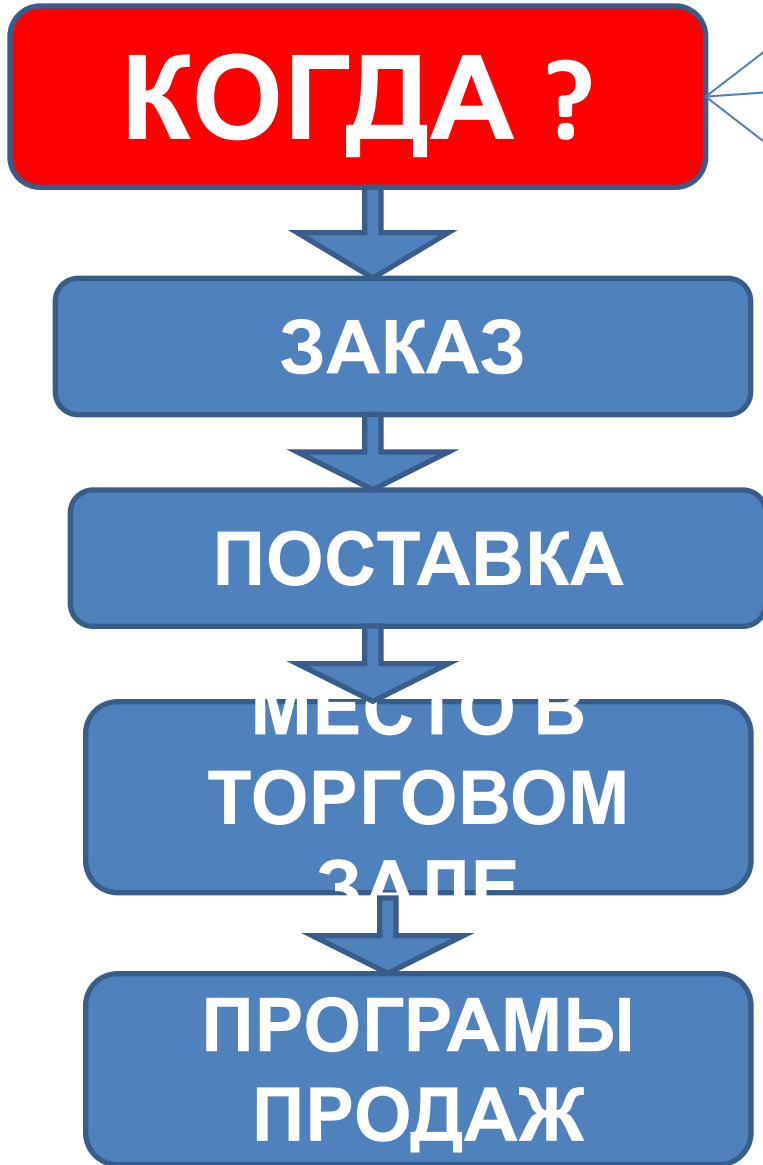 КОГДА ?
ЗАКАЗ
ПОСТАВКА
МЕСТО В
ТОРГОВОМ
ЗАЛЕ
ПРОГРАМЫ
ПРОДАЖ